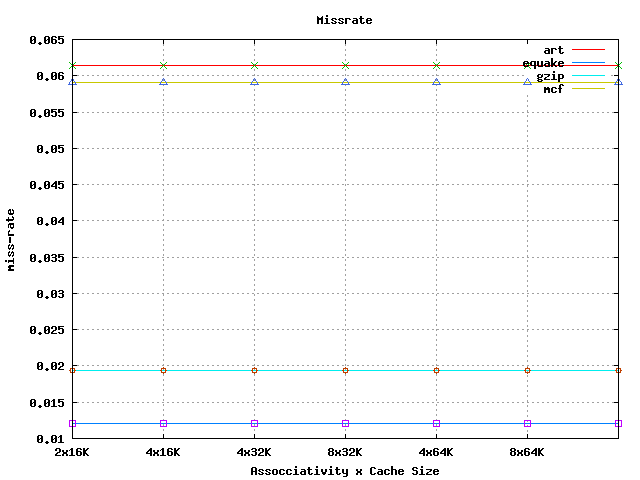 Missrate
0.065
0.06
0.055
0.05
0.045
0.04
0.035
0.03
0.025
0.02
0.015
0.01
miss-rate
art
equake
gzip
mcf
2x16K 4x16K 4x32K 8x32K 4x64K 8x64K
Assocciativity x Cache Size